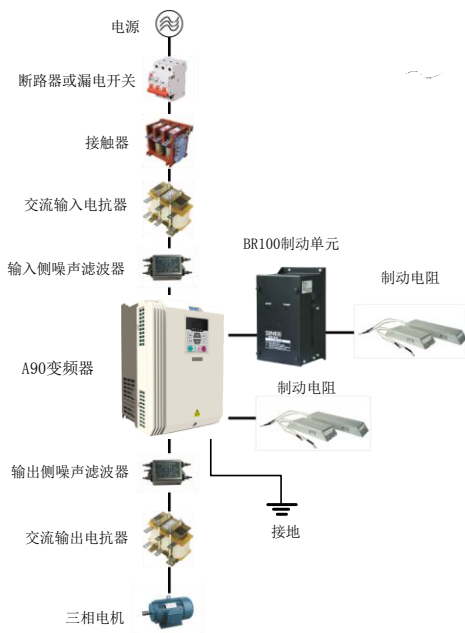 电源
断路器或漏电开关
接触器
交流输入电抗器
BR100制动单元
输入侧噪声滤波器
制动电阻
A90变频器
制动电阻
输出侧噪声滤波器
接地
交流输出电抗器
三相电机